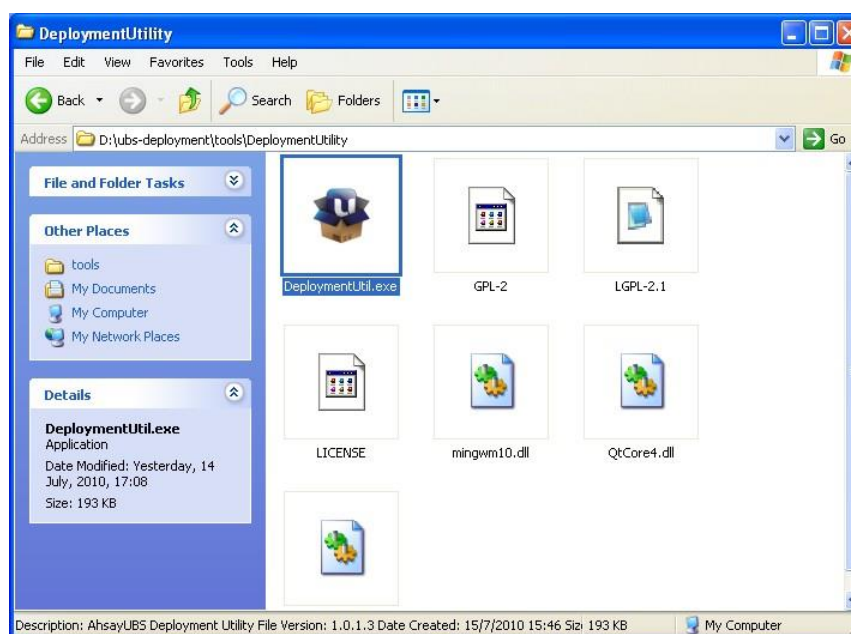 DeploymentUtility
File Edit View Favorites Tools Help
Back Search Folders
Address D:\ubs-deployment\tools\DeploymentUtility Go
File and Folder Tasks
Other Places
tools
My Documents
My Computer
My Network Places
Details
DeploymentUtil.exe
Application
Date Modified: Yesterday, 14
July, 2010, 17:08
Size: 193 KB
DeploymentUtil.exe GPL-2 LGPL-2.1
LICENSE mingwm10.dll QtCore4.dll
Description: AhsayUBS Deployment Utility File Version: 1.0.1.3 Date Created: 15/7/2010 15:46 Siz 193 KB My Computer